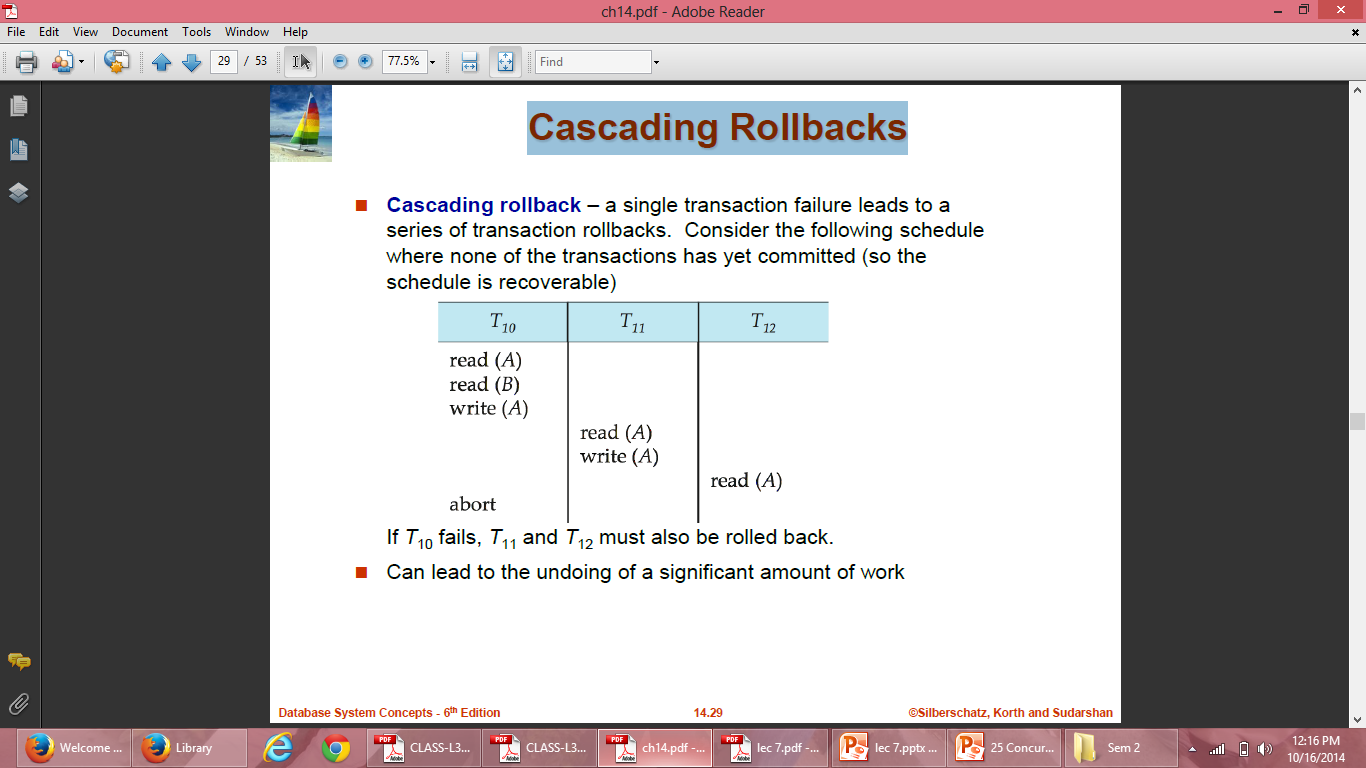 ch14.pdf - Adobe Reader
File Edit View Document Tools Window Help
29 / 53 77.5% Find
Cascading Rollbacks
Cascading rollback – a single transaction failure leads to a
series of transaction rollbacks. Consider the following schedule
where none of the transactions has yet committed (so the
schedule is recoverable)
T10 T11 T12
read (A)
read (B)
write (A)
read (A)
write (A)
read (A)
abort
If T10 fails, T11 and T12 must also be rolled back.
Can lead to the undoing of a significant amount of work
Database System Concepts - 6th Edition 14.29 ©Silberschatz, Korth and Sudarshan
Welcome ... Library CLASS-L3... CLASS-L3... ch14.pdf -... lec 7.pdf -... lec 7.pptx ... 25 Concur... Sem 2 12:16 PM
10/16/2014